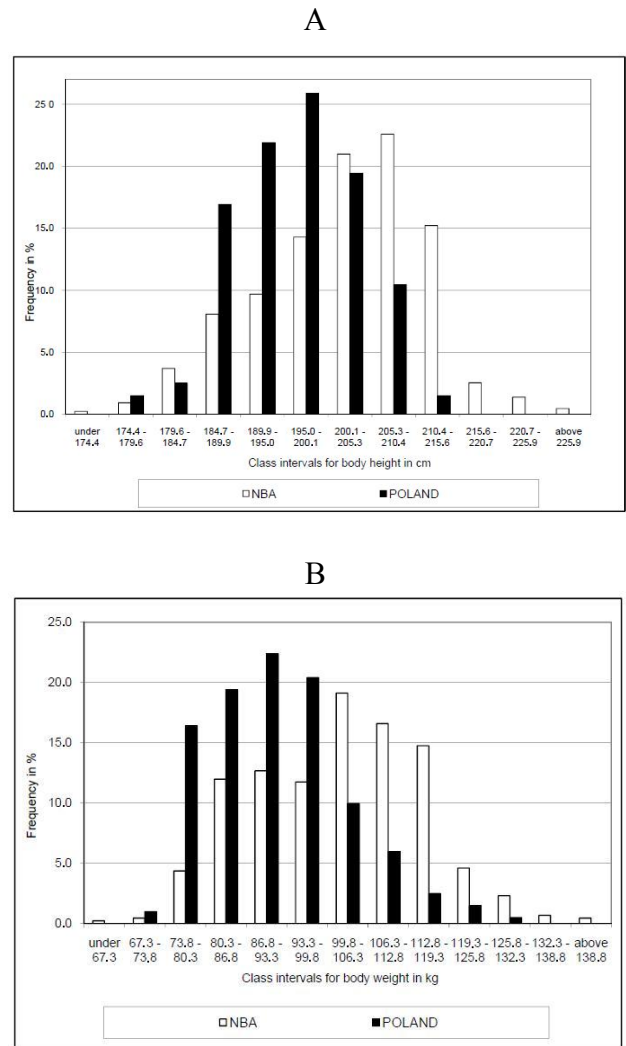 A
Frequency in %
25 0
20.0
15.0
10.0
5.0
0.0
under 174.4
174.4 - 179.6
179.6 - 184.7
184.7 - 189.9
189.9 - 195.0
195.0 - 200.1
200.1 - 205.3
205.3 - 210.4
210.4 - 215.6
215.6 - 220.7
220.7 - 225.9
above 225.9
Class intervals for body height in cm
NBA
POLAND
B
Frequency in %
25.0
20.0
15.0
10.0
5.0
0.0
under 67.3
67.3 - 73,8
73.8 - 80.3
80.3 - 86.8
86.8 - 93.3
93.3 - 99.8
99.8 - 106.3
106.3 - 112.8
112.8 - 119.3
119,3 - 125.8
125.8 - 132.3
132.3 - 138.8
above 138.8
Class intervals for body weight in kg
NBA
POLAND